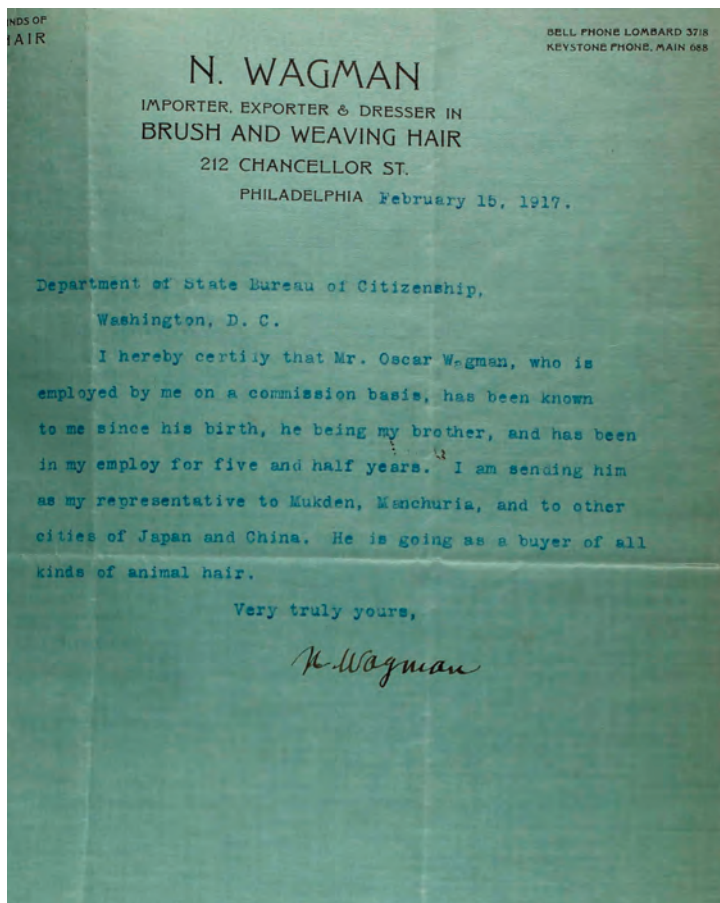 NDS OF
HAIR
BELL PHONE LOMBARD 3718
KEYSTONE PHONE, MAIN 688
N. WAGMAN
IMPORTER, EXPORTER & DRESSER IN
BRUSH AND WEAVING HAIR
212 CHANCELLOR ST.
PHILADELPHIA February 15, 1917.
Department of State Bureau of Citizenship,
Washington, D. C.
I hereby certify that Mr. Oscar Wagman, who is
employed by me on a commission basis, has been known
to me since his birth, he being my brother, and has been
in my employ for five and half years. I am sending him
as my representative to Mukden, Manchuria, and to other
cities of Japan and China. He is going as a buyer of all
kinds of animal hair.
Very truly yours,
N. Wagman